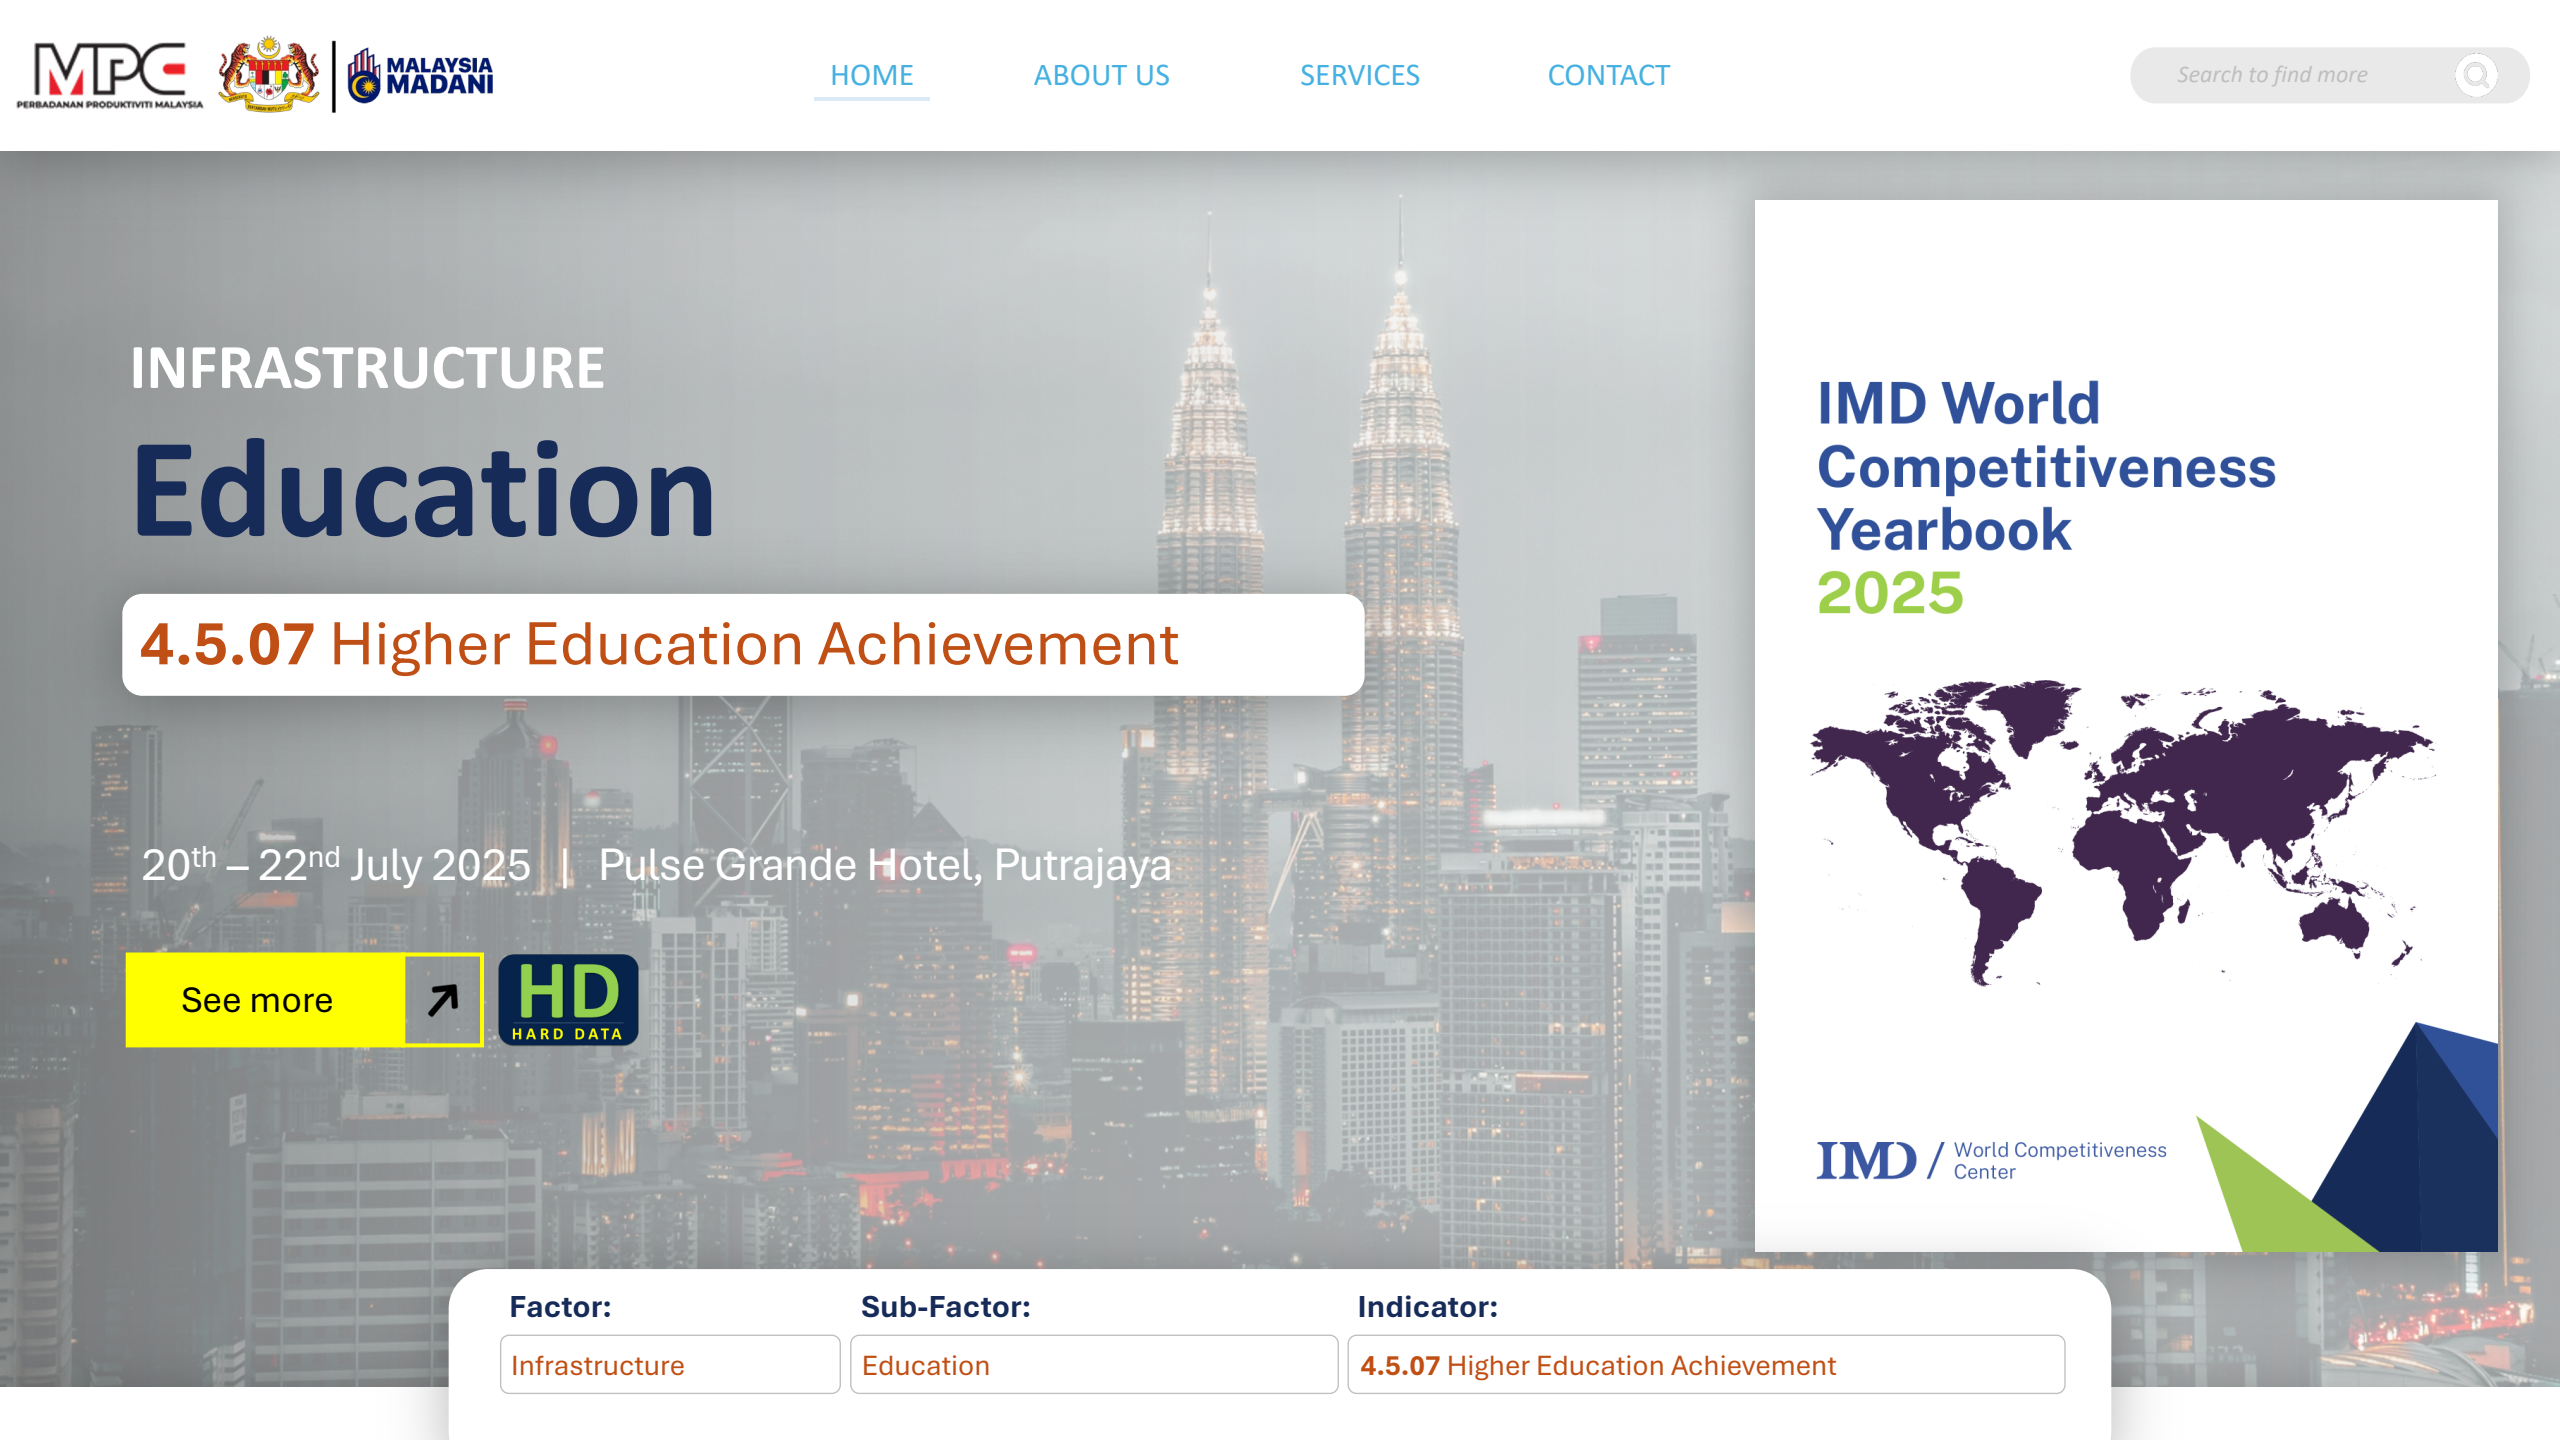 MPC
PERBADANAN PRODUKTIVITI MALAYSIA
MALAYSIA
MADANI
HOME
ABOUT US
SERVICES
CONTACT
Search to find more
INFRASTRUCTURE
Education
4.5.07 Higher Education Achievement
20th – 22nd July 2025 | Pulse Grande Hotel, Putrajaya
See more
HD
HARD DATA
IMD World
Competitiveness
Yearbook
2025
IMD / World Competitiveness
Center
Factor:
Sub-Factor:
Indicator:
Infrastructure
Education
4.5.07 Higher Education Achievement